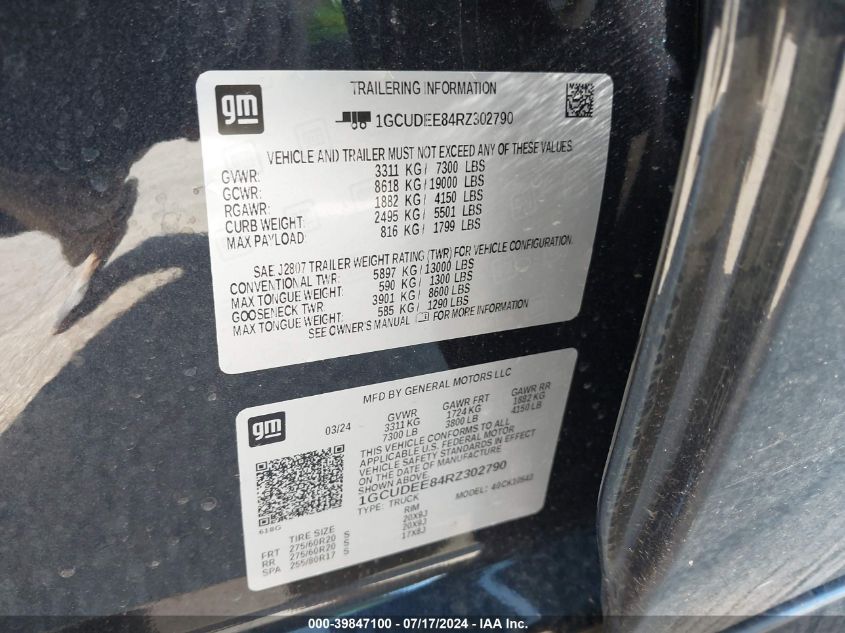 gm
TRAILERING INFORMATION
1GCUDEE84RZ302790
VEHICLE AND TRAILER MUST NOT EXCEED ANY OF THESE VALUES
GVWR: 3311 KG/ 7300 LBS
GCWR: 8618 KG/19000 LBS
RGAWR: 1882 KG/ 4150 LBS
CURB WEIGHT: 2495 KG/ 5501 LBS
MAX PAYLOAD: 816 KG/ 1799 LBS
SAE J2807 TRAILER WEIGHT RATING (TWR) FOR VEHICLE CONFIGURATION.
CONVENTIONAL TWR: 5897 KG/13000 LBS
MAX TONGUE WEIGHT: 590 KG/ 1300 LBS
GOOSENECK TWR: 3901 KG/ 8600 LBS
MAX TONGUE WEIGHT: 585 KG/ 1290 LBS
SEE OWNER'S MANUAL FOR MORE INFORMATION
MFD BY GENERAL MOTORS LLC
gm
03/24
GVWR GAWR FRT GAWR RR
3311 KG 1724 KG 1882 KG
7300 LB 3800 LB 4150 LB
THIS VEHICLE CONFORMS TO ALL
APPLICABLE U.S. FEDERAL MOTOR
VEHICLE SAFETY STANDARDS IN EFFECT
ON THE DATE OF MANUFACTURE
SHOWN ABOVE.
1GCUDEE84RZ302790
TYPE: TRUCK MODEL: 40CK10543
618G
TIRE SIZE RIM
FRT 275/60R20 S 20X9J
RR 275/60R20 S 20X9J
SPA 255/80R17 S 17X8J
000-39847100 - 07/17/2024 - IAA Inc.